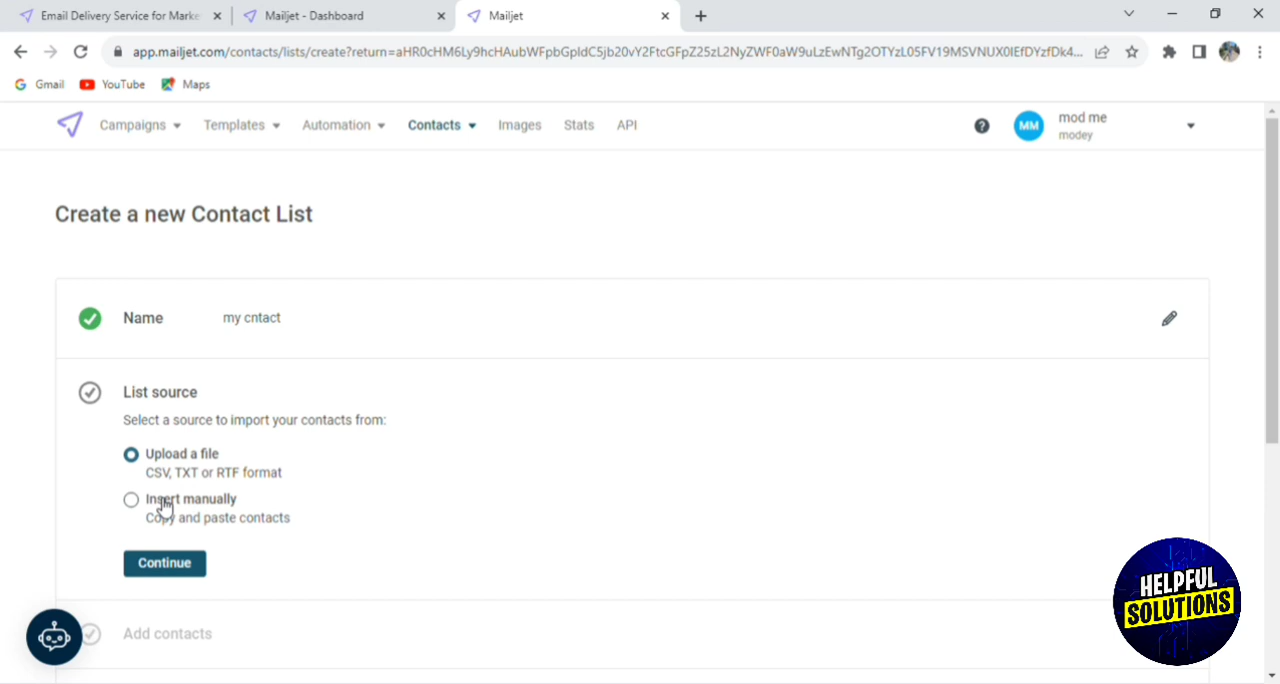 Email Delivery Service for Marke
Mailjet - Dashboard
Mailjet
app.mailjet.com/contacts/lists/create?return=aHR0cHM6Ly9hcHAubWFpbGpldC5jb20vY2FtcGFpZ25zL2NyZWF0aW9uLzEwNTg2OTYzL05FV19MSVNUX0lEfDYzfDk4...
Gmail
YouTube
Maps
Campaigns
Templates
Automation
Contacts
Images
Stats
API
MM
mod me
modey
Create a new Contact List
Name
my cntact
List source
Select a source to import your contacts from:
Upload a file
CSV, TXT or RTF format
Insert manually
Copy and paste contacts
Continue
Add contacts
HELPFUL
SOLUTIONS